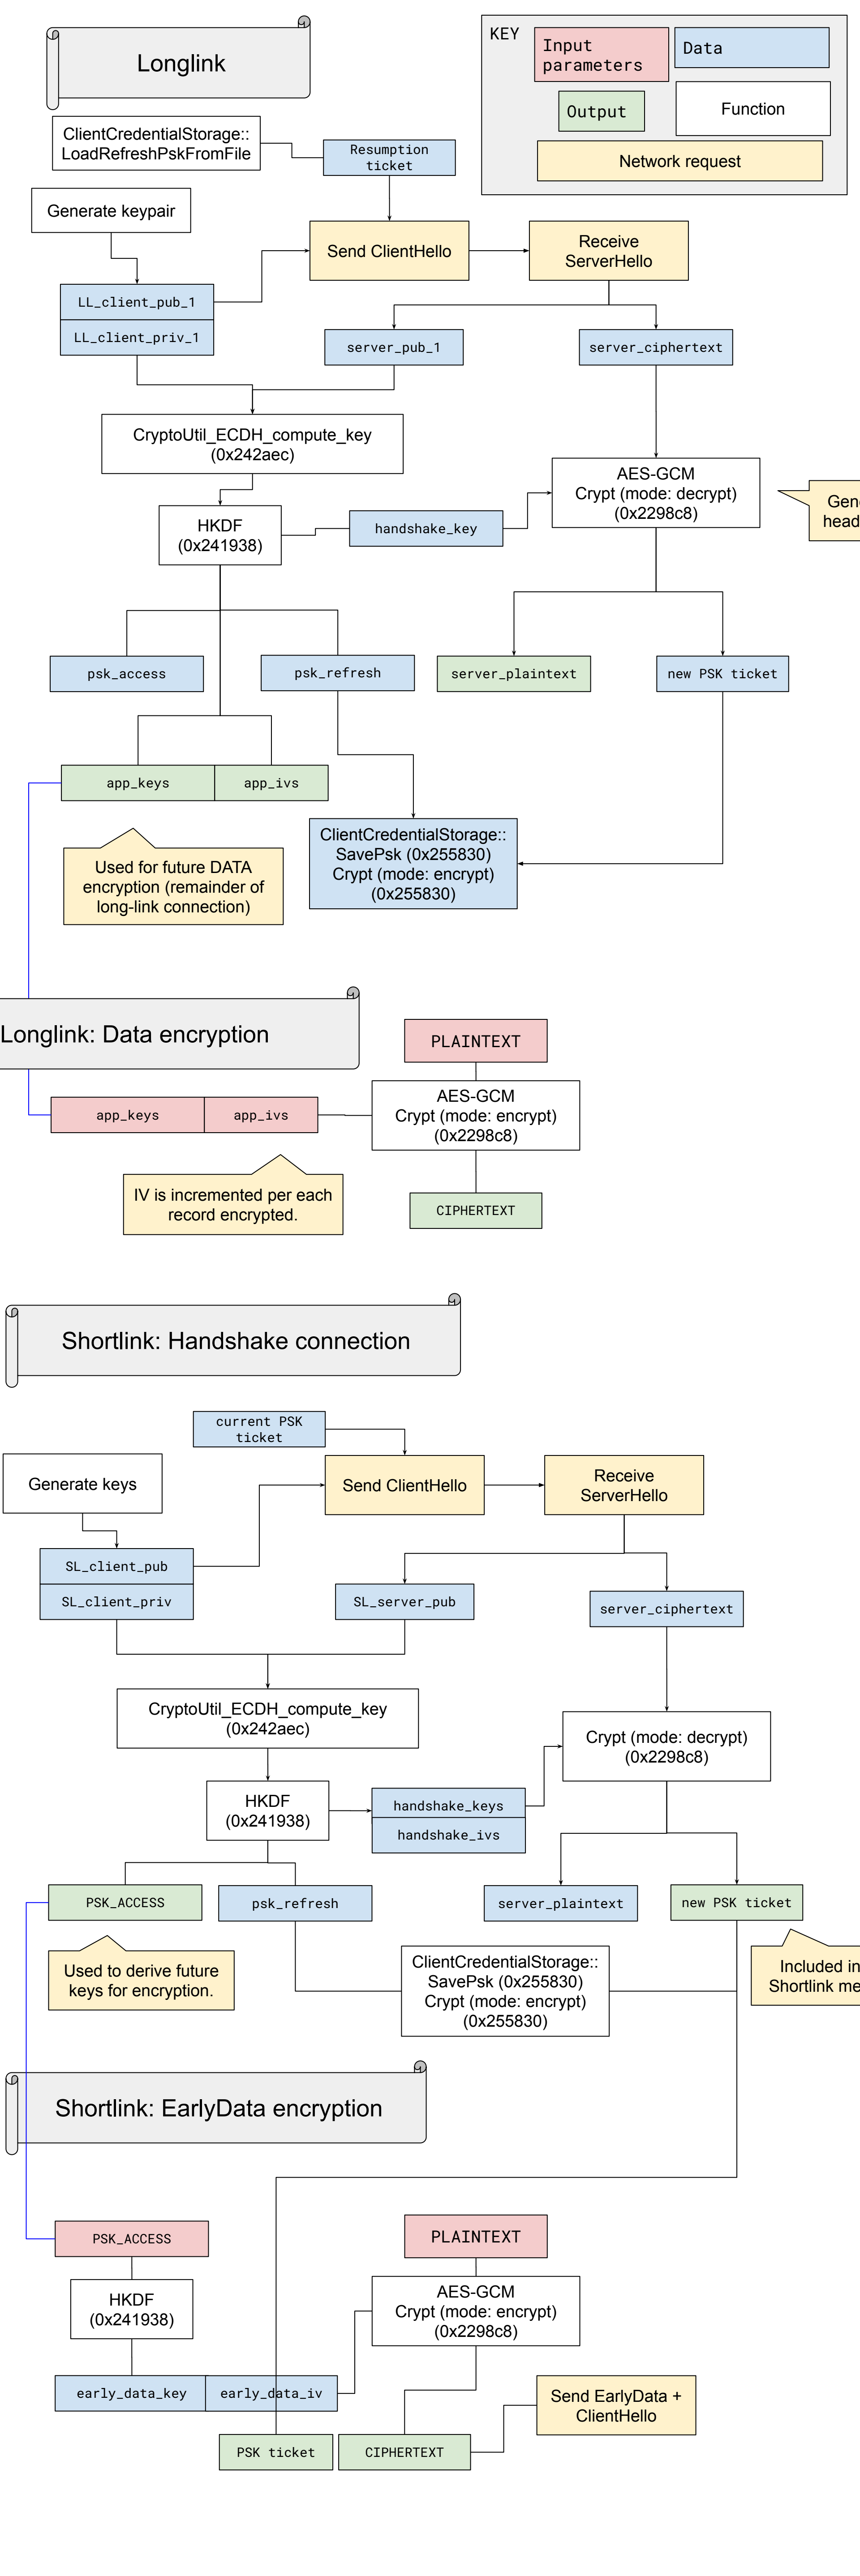 Longlink
KEY
Input
parameters
Data
Output
Function
Network request
ClientCredentialStorage::
LoadRefreshPskFromFile
Resumption
ticket
Generate keypair
Send ClientHello
Receive
ServerHello
LL_client_pub_1
LL_client_priv_1
server_pub_1
server_ciphertext
CryptoUtil_ECDH_compute_key
(0x242aec)
AES-GCM
Crypt (mode: decrypt)
(0x2298c8)
HKDF
(0x241938)
handshake_key
psk_access
psk_refresh
server_plaintext
new PSK ticket
app_keys
app_ivs
Used for future DATA
encryption (remainder of
long-link connection)
ClientCredentialStorage::
SavePsk (0x255830)
Crypt (mode: encrypt)
(0x255830)
Longlink: Data encryption
PLAINTEXT
app_keys
app_ivs
AES-GCM
Crypt (mode: encrypt)
(0x2298c8)
IV is incremented per each
record encrypted.
CIPHERTEXT
Shortlink: Handshake connection
current PSK
ticket
Generate keys
Send ClientHello
Receive
ServerHello
SL_client_pub
SL_client_priv
SL_server_pub
server_ciphertext
CryptoUtil_ECDH_compute_key
(0x242aec)
Crypt (mode: decrypt)
(0x2298c8)
HKDF
(0x241938)
handshake_keys
handshake_ivs
PSK_ACCESS
psk_refresh
server_plaintext
new PSK ticket
Used to derive future
keys for encryption.
ClientCredentialStorage::
SavePsk (0x255830)
Crypt (mode: encrypt)
(0x255830)
Included in
Shortlink
Shortlink: EarlyData encryption
PSK_ACCESS
PLAINTEXT
HKDF
(0x241938)
AES-GCM
Crypt (mode: encrypt)
(0x2298c8)
early_data_key
early_data_iv
Send EarlyData +
ClientHello
PSK ticket
CIPHERTEXT